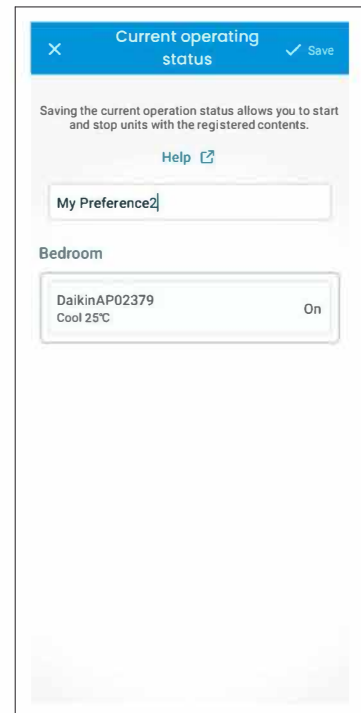 Current operating
status
Save
Saving the current operation status allows you to start
and stop units with the registered contents.
Help
My Preference2
Bedroom
DaikinAP02379
On
Cool 25℃